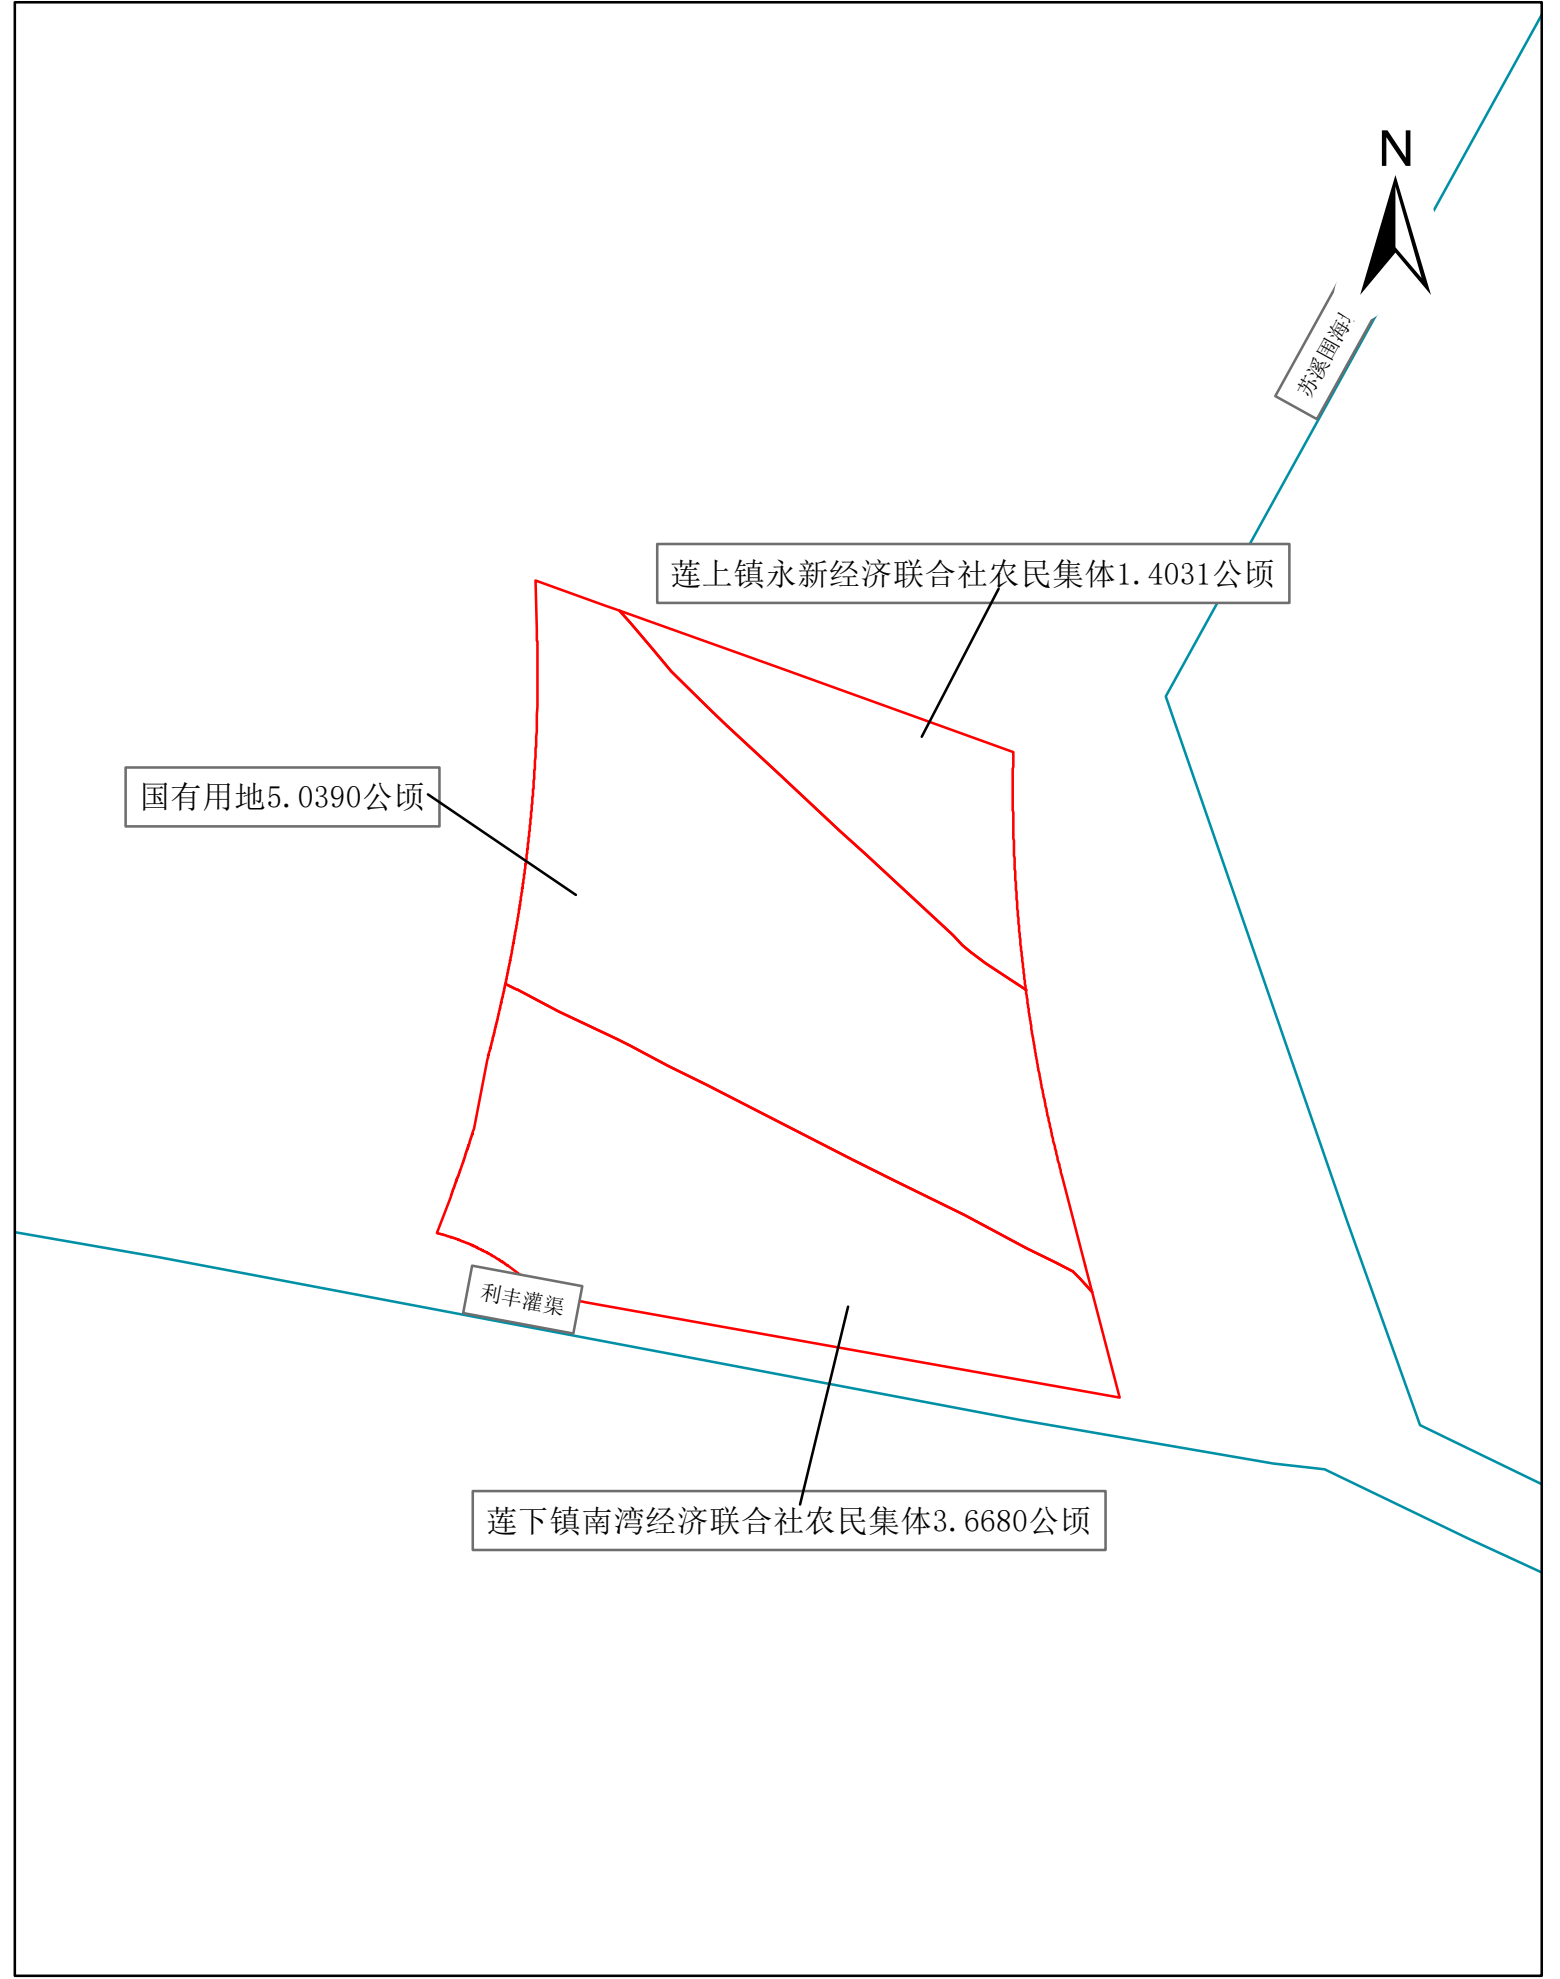 N
苏溪围海
莲上镇永新经济联合社农民集体1.4031公顷
国有用地5.0390公顷
利丰灌渠
莲下镇南湾经济联合社农民集体3.6680公顷